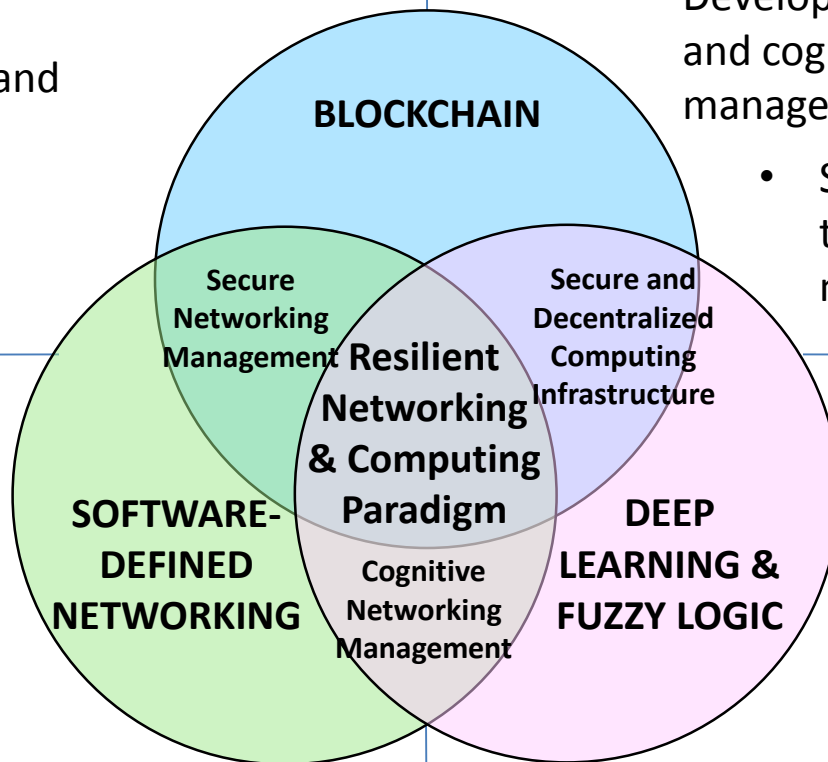 and
Develop
and cog
manage
• S
t
BLOCKCHAIN
Secure
Networking
Management
Secure and
Decentralized
Computing
Infrastructure
Resilient
Networking
& Computing
Paradigm
SOFTWARE-
DEFINED
NETWORKING
DEEP
LEARNING &
FUZZY LOGIC
Cognitive
Networking
Management